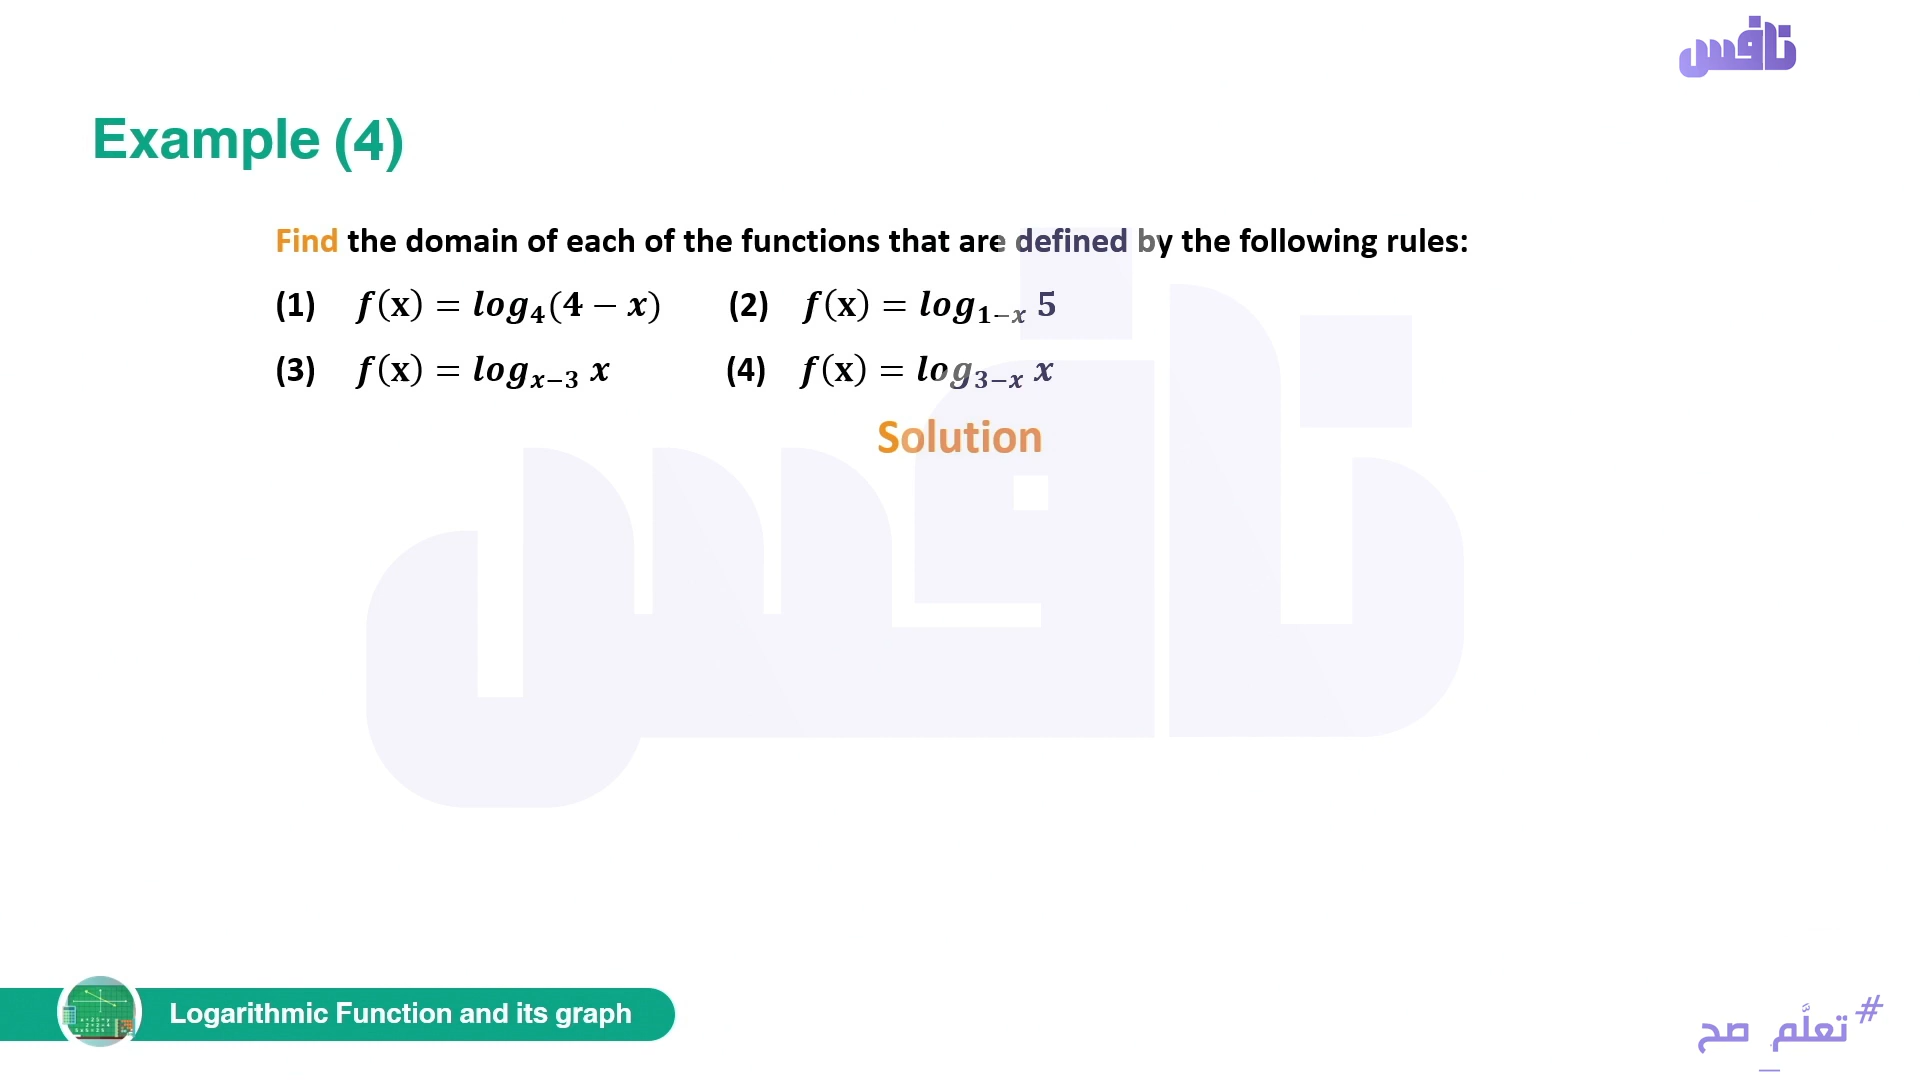 نافس
Example (4)
Find the domain of each of the functions that are defined by the following rules:
(1) f(x) = log₄(4 − x) (2) f(x) = log₁₋ₓ 5
(3) f(x) = logₓ₋₃ x (4) f(x) = log₃₋ₓ x
Solution
Logarithmic Function and its graph
#تعلَّم_صح